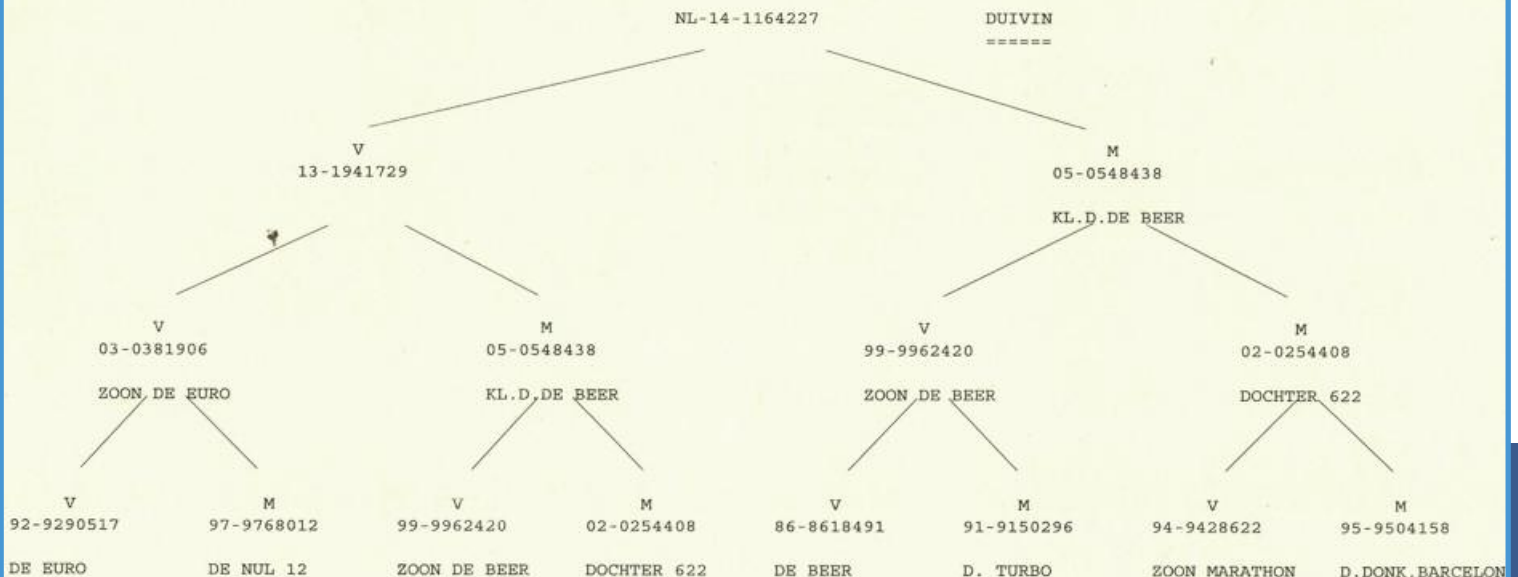 NL-14-1164227 DUIVIN
======
V M
13-1941729 05-0548438
KL.D.DE BEER
V M V M
03-0381906 05-0548438 99-9962420 02-0254408
ZOON DE EURO KL.D.DE BEER ZOON DE BEER DOCHTER 622
V M V M V M V M
92-9290517 97-9768012 99-9962420 02-0254408 86-8618491 91-9150296 94-9428622 95-9504158
DE EURO DE NUL 12 ZOON DE BEER DOCHTER 622 DE BEER D. TURBO ZOON MARATHON D.DONK.BARCELON